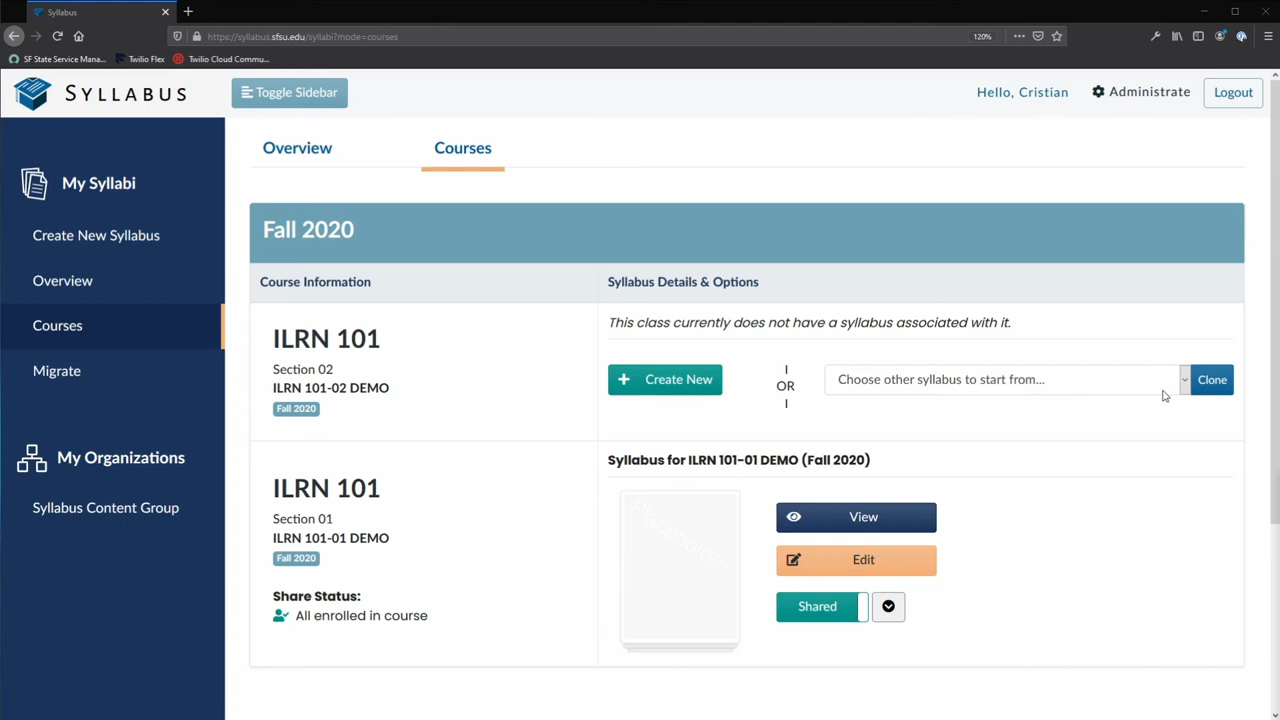 Syllabus
https://syllabus.sfsu.edu/syllabi?mode=courses
120%
SF State Service Mana...
Twilio Flex
Twilio Cloud Commu...
SYLLABUS
Toggle Sidebar
Hello, Cristian
Administrate
Logout
My Syllabi
Create New Syllabus
Overview
Courses
Migrate
My Organizations
Syllabus Content Group
Overview
Courses
Fall 2020
Course Information
Syllabus Details & Options
ILRN 101
Section 02
ILRN 101-02 DEMO
Fall 2020
This class currently does not have a syllabus associated with it.
+ Create New
I
OR
I
Choose other syllabus to start from...
Clone
ILRN 101
Section 01
ILRN 101-01 DEMO
Fall 2020
Share Status:
All enrolled in course
Syllabus for ILRN 101-01 DEMO (Fall 2020)
Placeholder
View
Edit
Shared